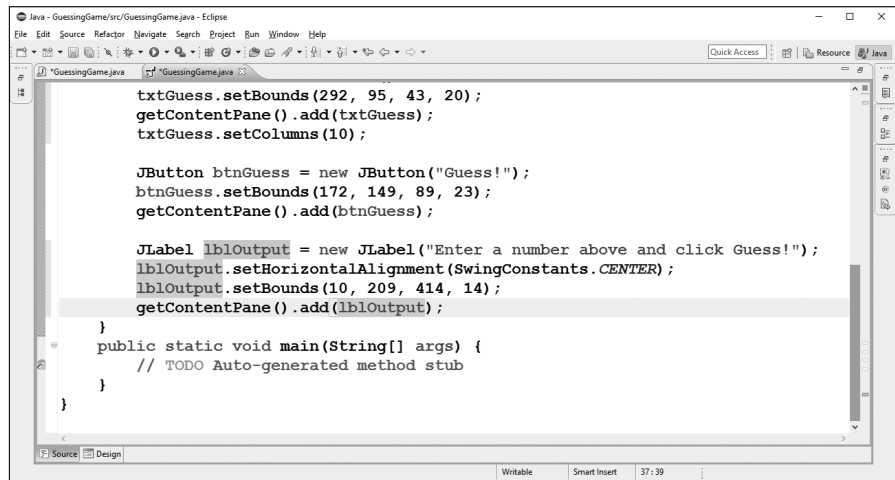 Java - GuessingGame/src/GuessingGame.java - Eclipse
File Edit Source Refactor Navigate Search Project Run Window Help
Quick Access Resource Java
*GuessingGame.java *GuessingGame.java
txtGuess.setBounds(292, 95, 43, 20);
getContentPane().add(txtGuess);
txtGuess.setColumns(10);
JButton btnGuess = new JButton("Guess!");
btnGuess.setBounds(172, 149, 89, 23);
getContentPane().add(btnGuess);
JLabel lblOutput = new JLabel("Enter a number above and click Guess!");
lblOutput.setHorizontalAlignment(SwingConstants.CENTER);
lblOutput.setBounds(10, 209, 414, 14);
getContentPane().add(lblOutput);
}
public static void main(String[] args) {
// TODO Auto-generated method stub
}
}
Source Design
Writable Smart Insert 37 : 39